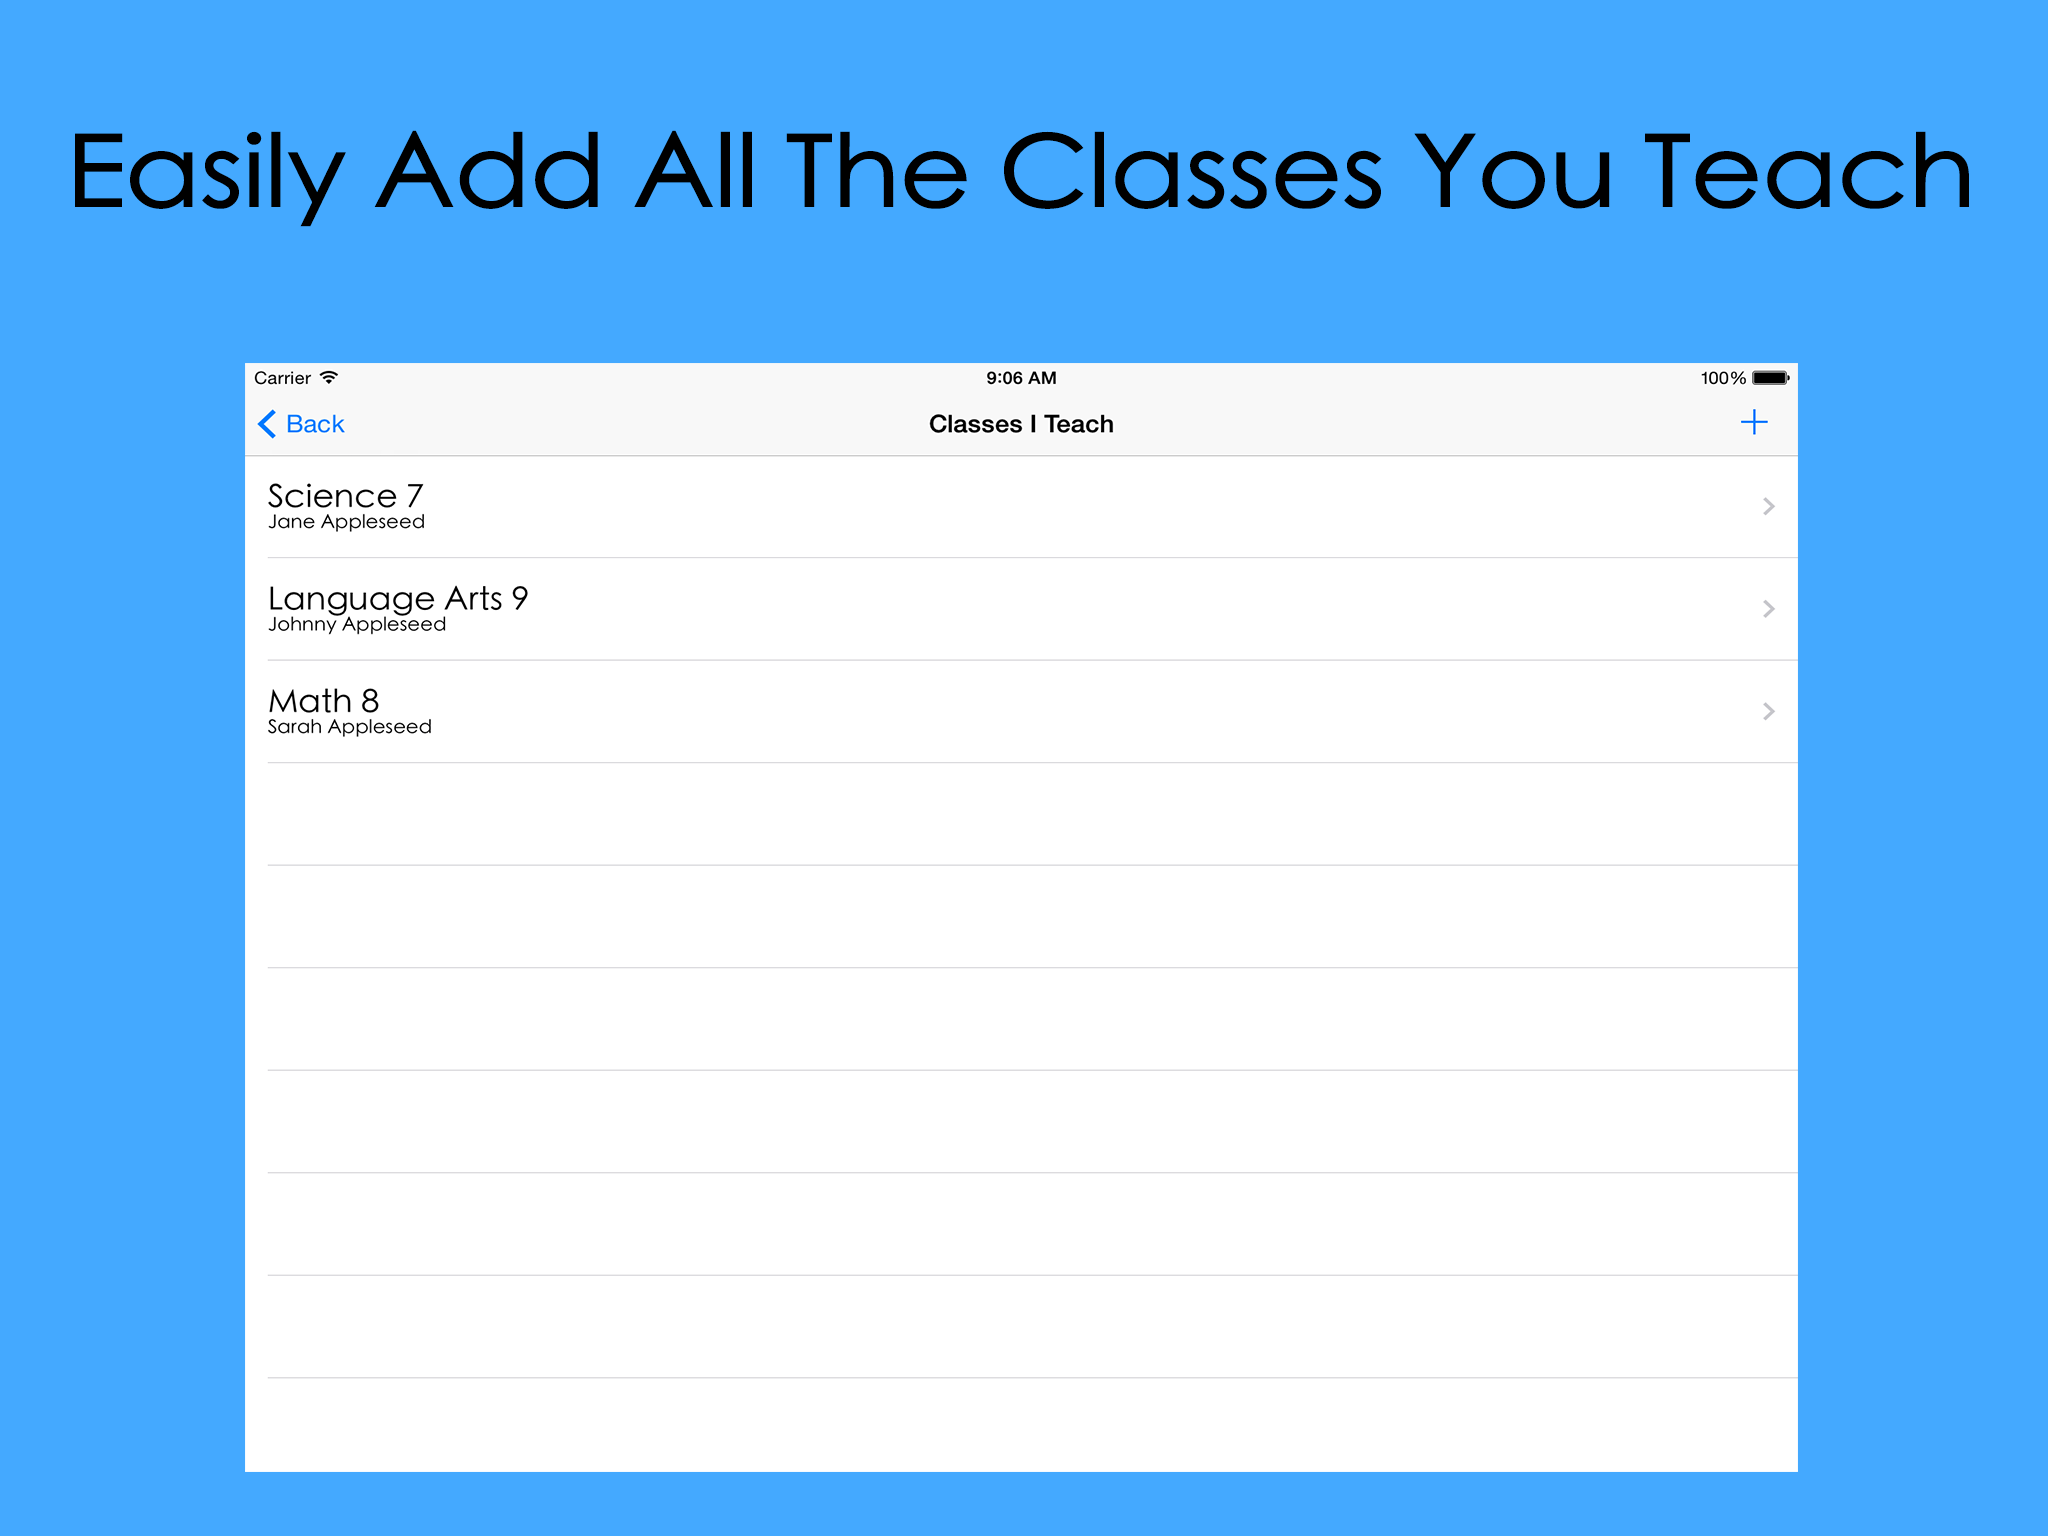 Easily Add All The Classes You Teach
Carrier 9:06 AM 100%
Back Classes I Teach +
Science 7
Jane Appleseed
Language Arts 9
Johnny Appleseed
Math 8
Sarah Appleseed